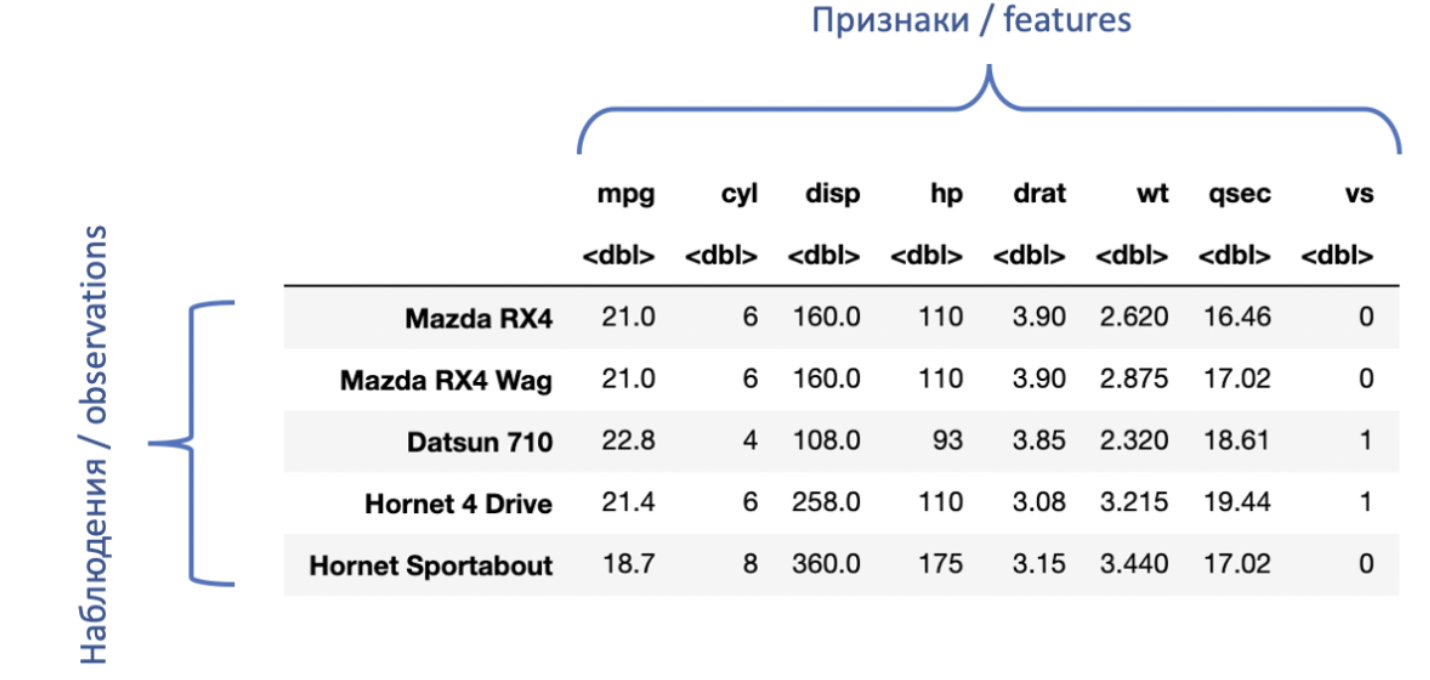 Признаки / features
mpg cyl disp hp drat wt qsec vs
<dbl> <dbl> <dbl> <dbl> <dbl> <dbl> <dbl> <dbl>
Наблюдения / observations
Mazda RX4 21.0 6 160.0 110 3.90 2.620 16.46 0
Mazda RX4 Wag 21.0 6 160.0 110 3.90 2.875 17.02 0
Datsun 710 22.8 4 108.0 93 3.85 2.320 18.61 1
Hornet 4 Drive 21.4 6 258.0 110 3.08 3.215 19.44 1
Hornet Sportabout 18.7 8 360.0 175 3.15 3.440 17.02 0